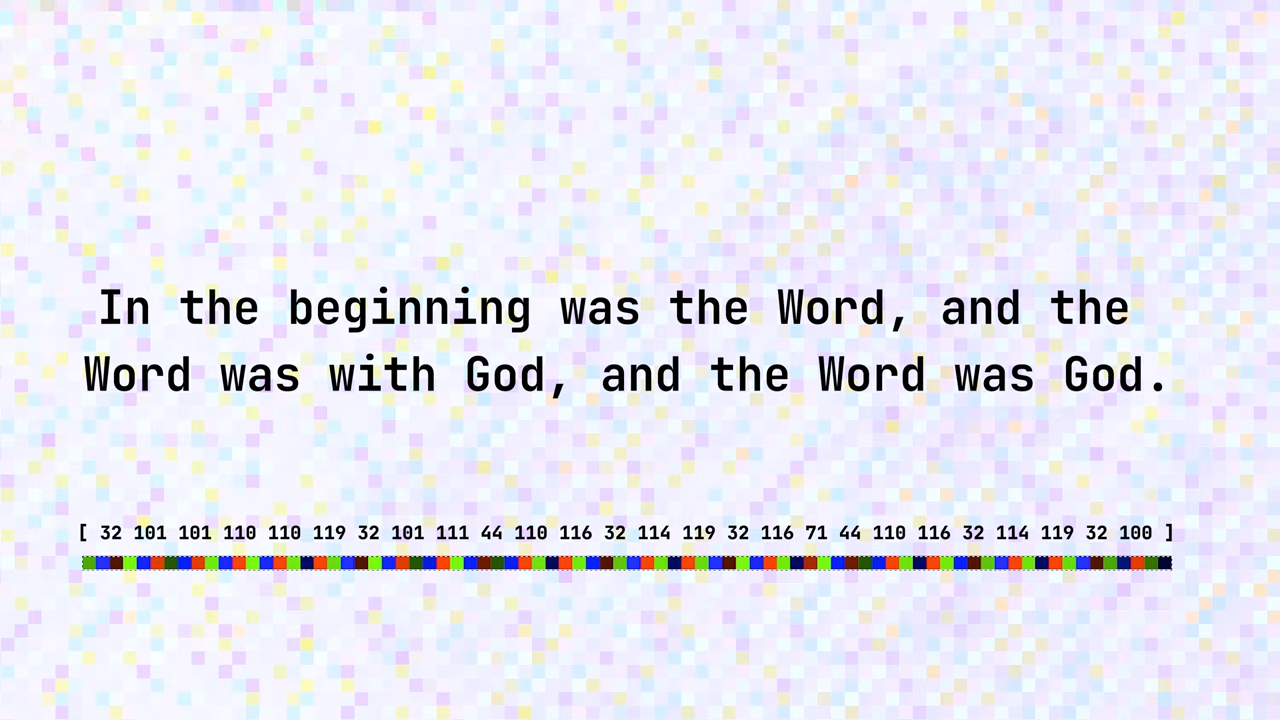 In the beginning was the Word, and the
Word was with God, and the Word was God.
[ 32 101 101 110 110 119 32 101 111 44 110 116 32 114 119 32 116 71 44 110 116 32 114 119 32 100 ]